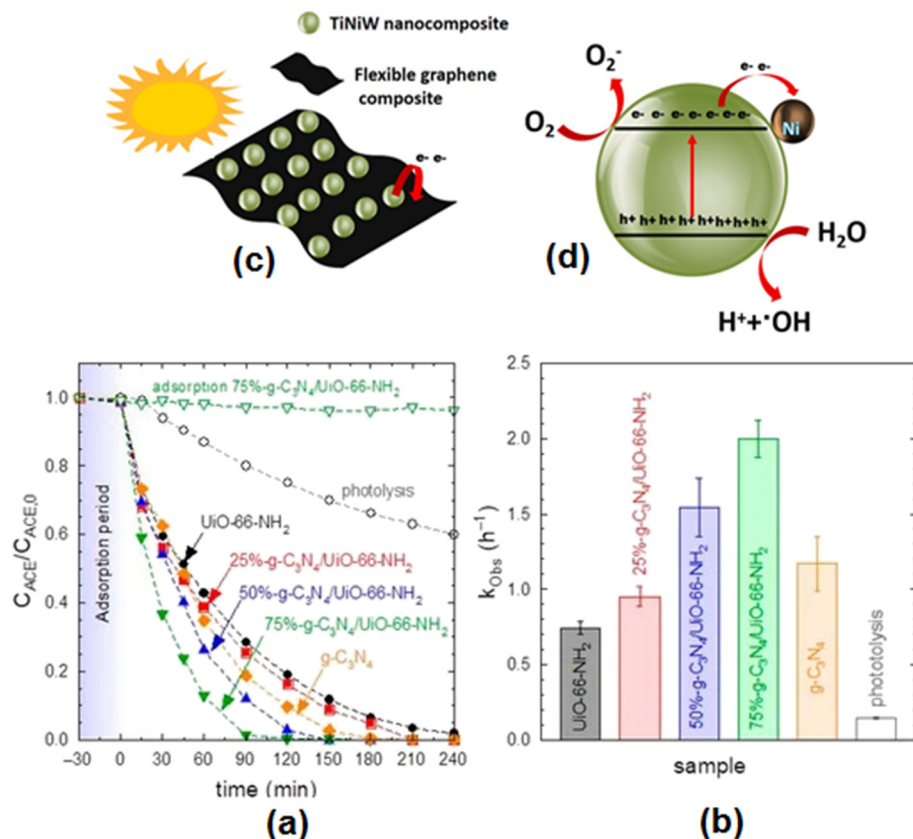 TiNiW nanocomposite
Flexible graphene
composite
e- e-
(c)
O₂⁻
O₂
e- e-
e- e- e- e- e- e- e-
Ni
h+ h+ h+ h+ h+ h+ h+ h+
H₂O
H⁺+·OH
(d)
C_ACE/C_ACE,0
1.0
0.8
0.6
0.4
0.2
0.0
Adsorption period
adsorption 75%-g-C₃N₄/UiO-66-NH₂
photolysis
UiO-66-NH₂
25%-g-C₃N₄/UiO-66-NH₂
50%-g-C₃N₄/UiO-66-NH₂
75%-g-C₃N₄/UiO-66-NH₂
g-C₃N₄
–30 0 30 60 90 120 150 180 210 240
time (min)
(a)
k_Obs (h⁻¹)
2.5
2.0
1.5
1.0
0.5
0.0
UiO-66-NH₂
25%-g-C₃N₄/UiO-66-NH₂
50%-g-C₃N₄/UiO-66-NH₂
75%-g-C₃N₄/UiO-66-NH₂
g-C₃N₄
phototolysis
sample
(b)